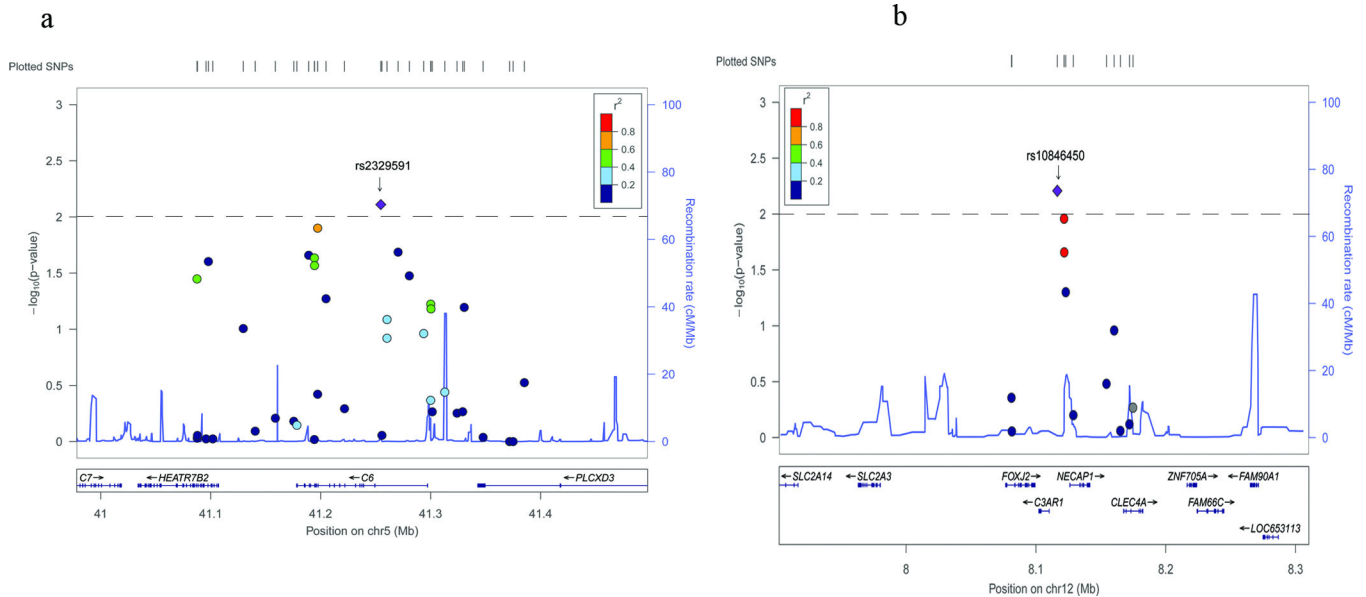 a
Plotted SNPs
3
2.5
2
1.5
1
0.5
0
−log10(p−value)
r2
0.8
0.6
0.4
0.2
rs2329591
100
80
60
40
20
0
Recombination rate (cM/Mb)
C7→
←HEATR7B2
←C6
←PLCXD3
41
41.1
41.2
41.3
41.4
Position on chr5 (Mb)
b
Plotted SNPs
3
2.5
2
1.5
1
0.5
0
−log10(p−value)
r2
0.8
0.6
0.4
0.2
rs10846450
100
80
60
40
20
0
Recombination rate (cM/Mb)
←SLC2A14
←SLC2A3
FOXJ2→
NECAP1→
ZNF705A→
←FAM90A1
←C3AR1
CLEC4A→
FAM66C→
←LOC653113
8
8.1
8.2
8.3
Position on chr12 (Mb)